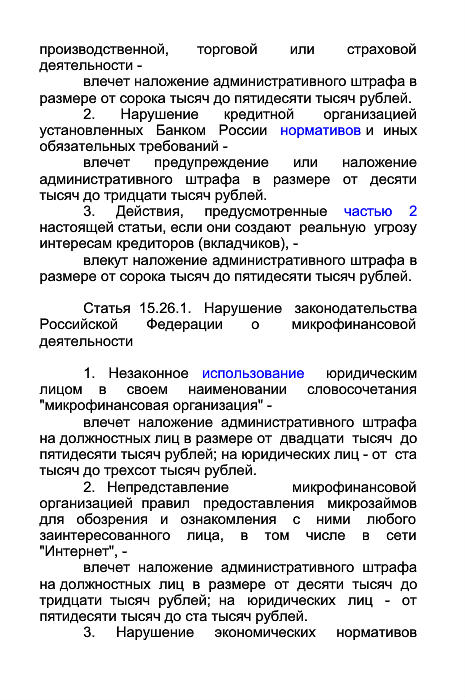 производственной, торговой или страховой
деятельности -
влечет наложение административного штрафа в
размере от сорока тысяч до пятидесяти тысяч рублей.
2. Нарушение кредитной организацией
установленных Банком России нормативов и иных
обязательных требований -
влечет предупреждение или наложение
административного штрафа в размере от десяти
тысяч до тридцати тысяч рублей.
3. Действия, предусмотренные частью 2
настоящей статьи, если они создают реальную угрозу
интересам кредиторов (вкладчиков), -
влекут наложение административного штрафа в
размере от сорока тысяч до пятидесяти тысяч рублей.
Статья 15.26.1. Нарушение законодательства
Российской Федерации о микрофинансовой
деятельности
1. Незаконное использование юридическим
лицом в своем наименовании словосочетания
"микрофинансовая организация" -
влечет наложение административного штрафа
на должностных лиц в размере от двадцати тысяч до
пятидесяти тысяч рублей; на юридических лиц - от ста
тысяч до трехсот тысяч рублей.
2. Непредставление микрофинансовой
организацией правил предоставления микрозаймов
для обозрения и ознакомления с ними любого
заинтересованного лица, в том числе в сети
"Интернет", -
влечет наложение административного штрафа
на должностных лиц в размере от десяти тысяч до
тридцати тысяч рублей; на юридических лиц - от
пятидесяти тысяч до ста тысяч рублей.
3. Нарушение экономических нормативов